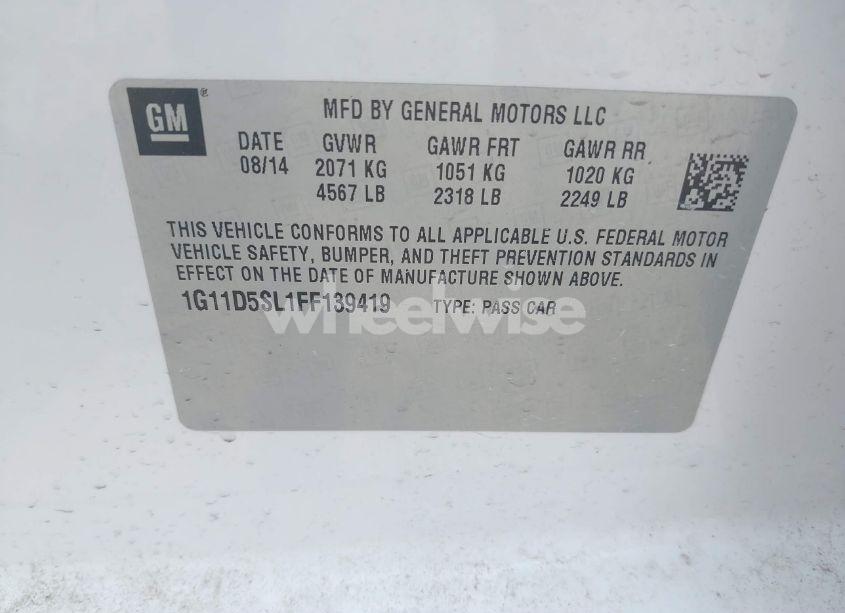 GM ®
MFD BY GENERAL MOTORS LLC
DATE GVWR GAWR FRT GAWR RR
08/14 2071 KG 1051 KG 1020 KG
4567 LB 2318 LB 2249 LB
THIS VEHICLE CONFORMS TO ALL APPLICABLE U.S. FEDERAL MOTOR
VEHICLE SAFETY, BUMPER, AND THEFT PREVENTION STANDARDS IN
EFFECT ON THE DATE OF MANUFACTURE SHOWN ABOVE.
1G11D5SL1FF139419 TYPE: PASS CAR
wheelwise